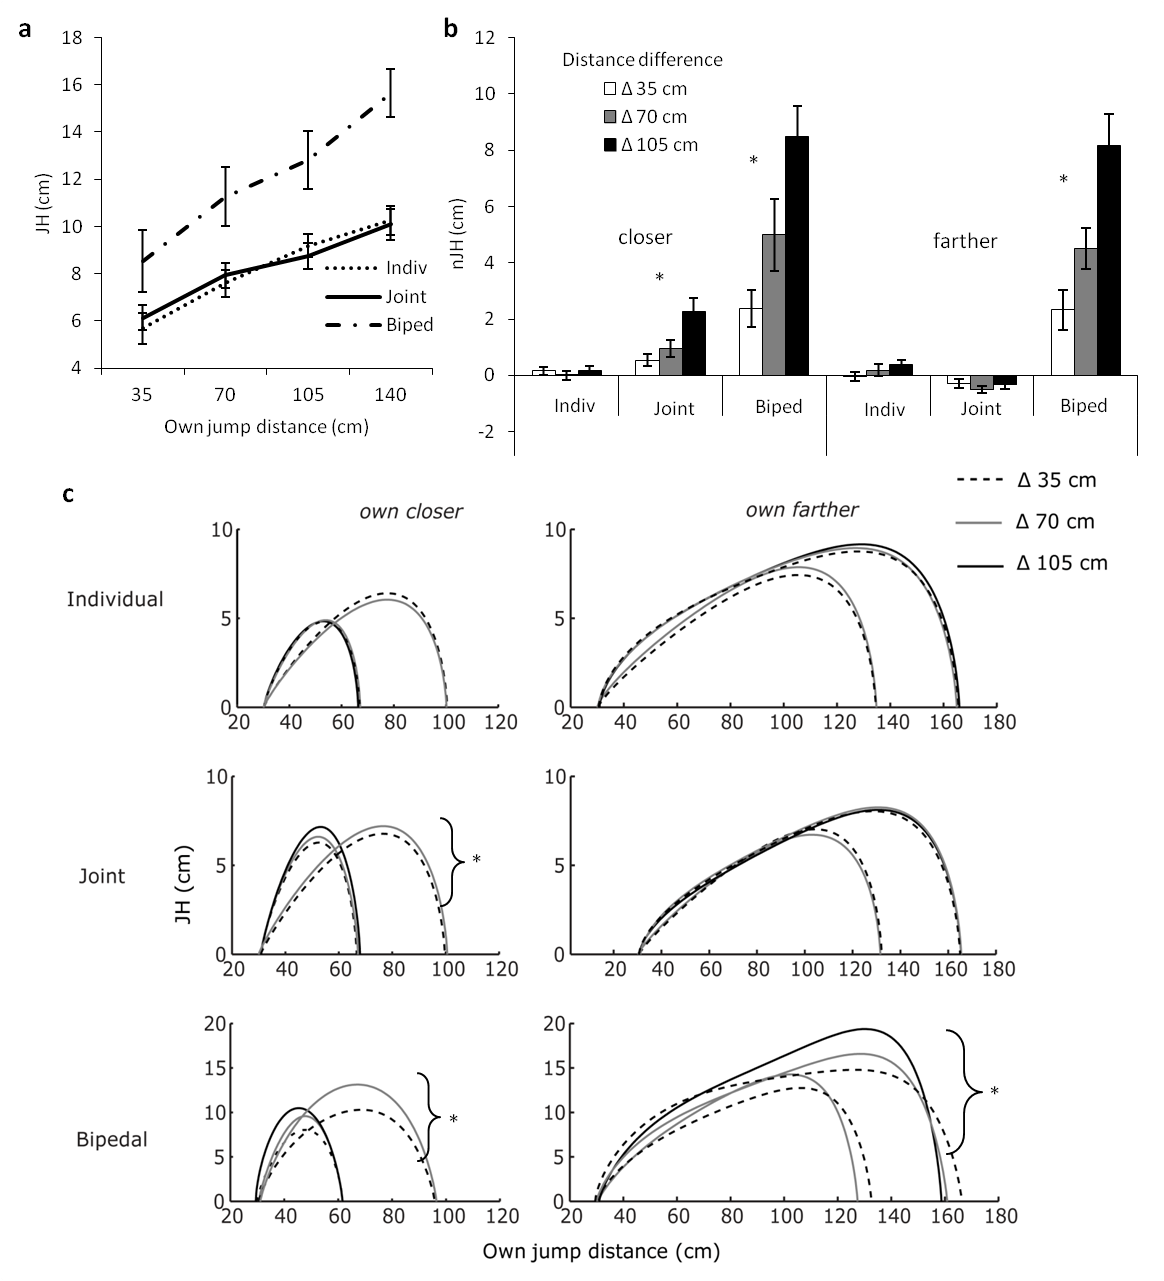 a
18
16
14
12
10
8
6
4
JH (cm)
35 70 105 140
Own jump distance (cm)
Indiv
Joint
Biped
b
12
10
8
6
4
2
0
-2
nJH (cm)
Distance difference
Δ 35 cm
Δ 70 cm
Δ 105 cm
closer
*
*
farther
*
Indiv Joint Biped Indiv Joint Biped
c
own closer
own farther
Δ 35 cm
Δ 70 cm
Δ 105 cm
Individual
10
5
0
20 40 60 80 100 120
10
5
0
20 40 60 80 100 120 140 160 180
Joint
JH (cm)
10
5
0
20 40 60 80 100 120
*
10
5
0
20 40 60 80 100 120 140 160 180
Bipedal
20
15
10
5
0
20 40 60 80 100 120
*
20
15
10
5
0
20 40 60 80 100 120 140 160 180
*
Own jump distance (cm)